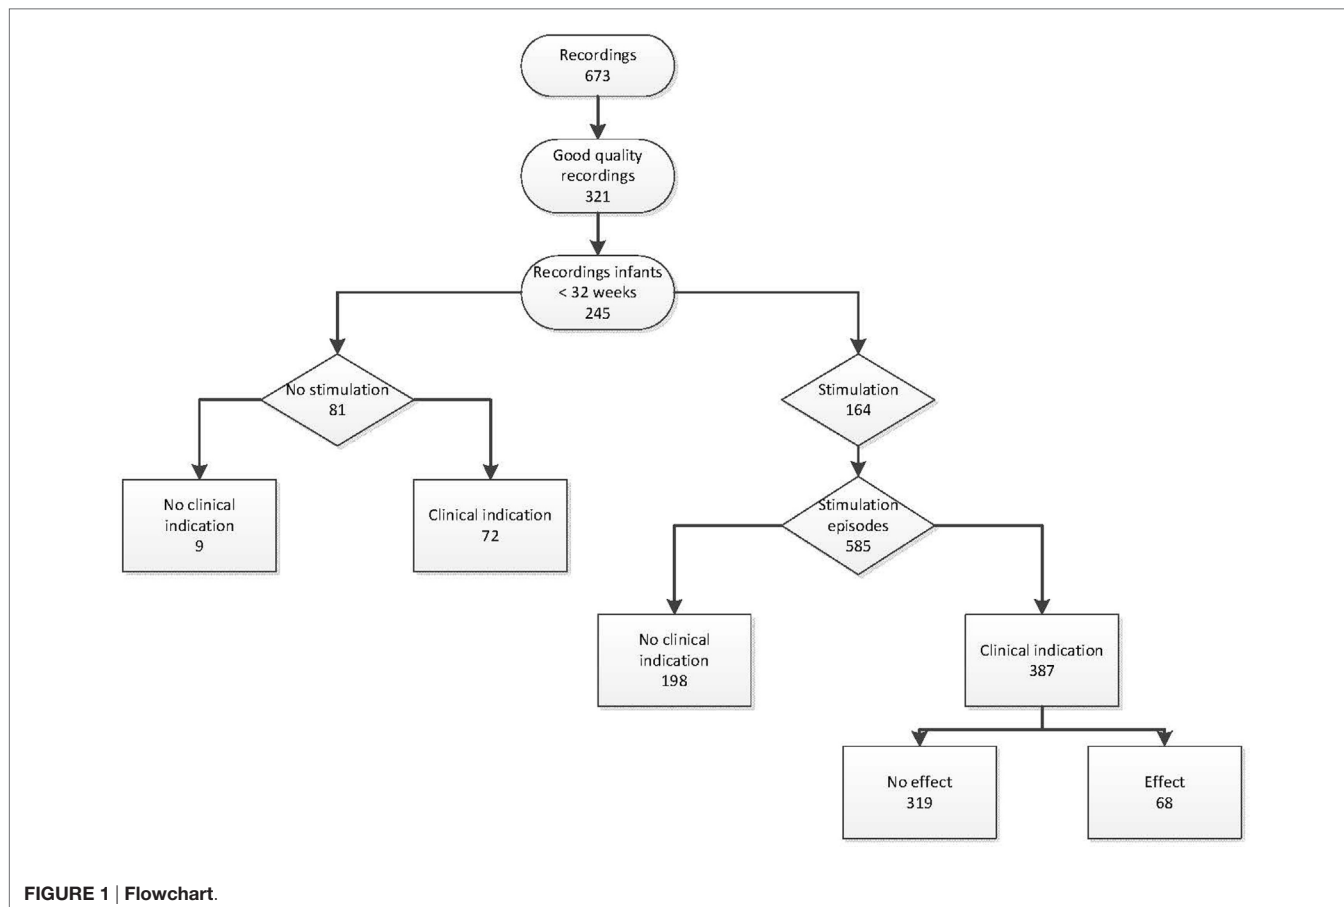 Recordings
673
Good quality
recordings
321
Recordings infants
< 32 weeks
245
No stimulation
81
Stimulation
164
No clinical
indication
9
Clinical indication
72
Stimulation
episodes
585
No clinical
indication
198
Clinical indication
387
No effect
319
Effect
68
FIGURE 1 | Flowchart.